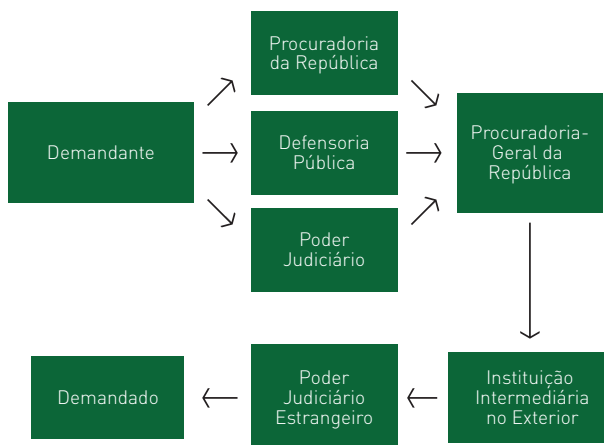 Procuradoria
da República
Demandante
Defensoria
Pública
Procuradoria-
Geral da
República
Poder
Judiciário
Demandado
Poder
Judiciário
Estrangeiro
Instituição
Intermediária
no Exterior